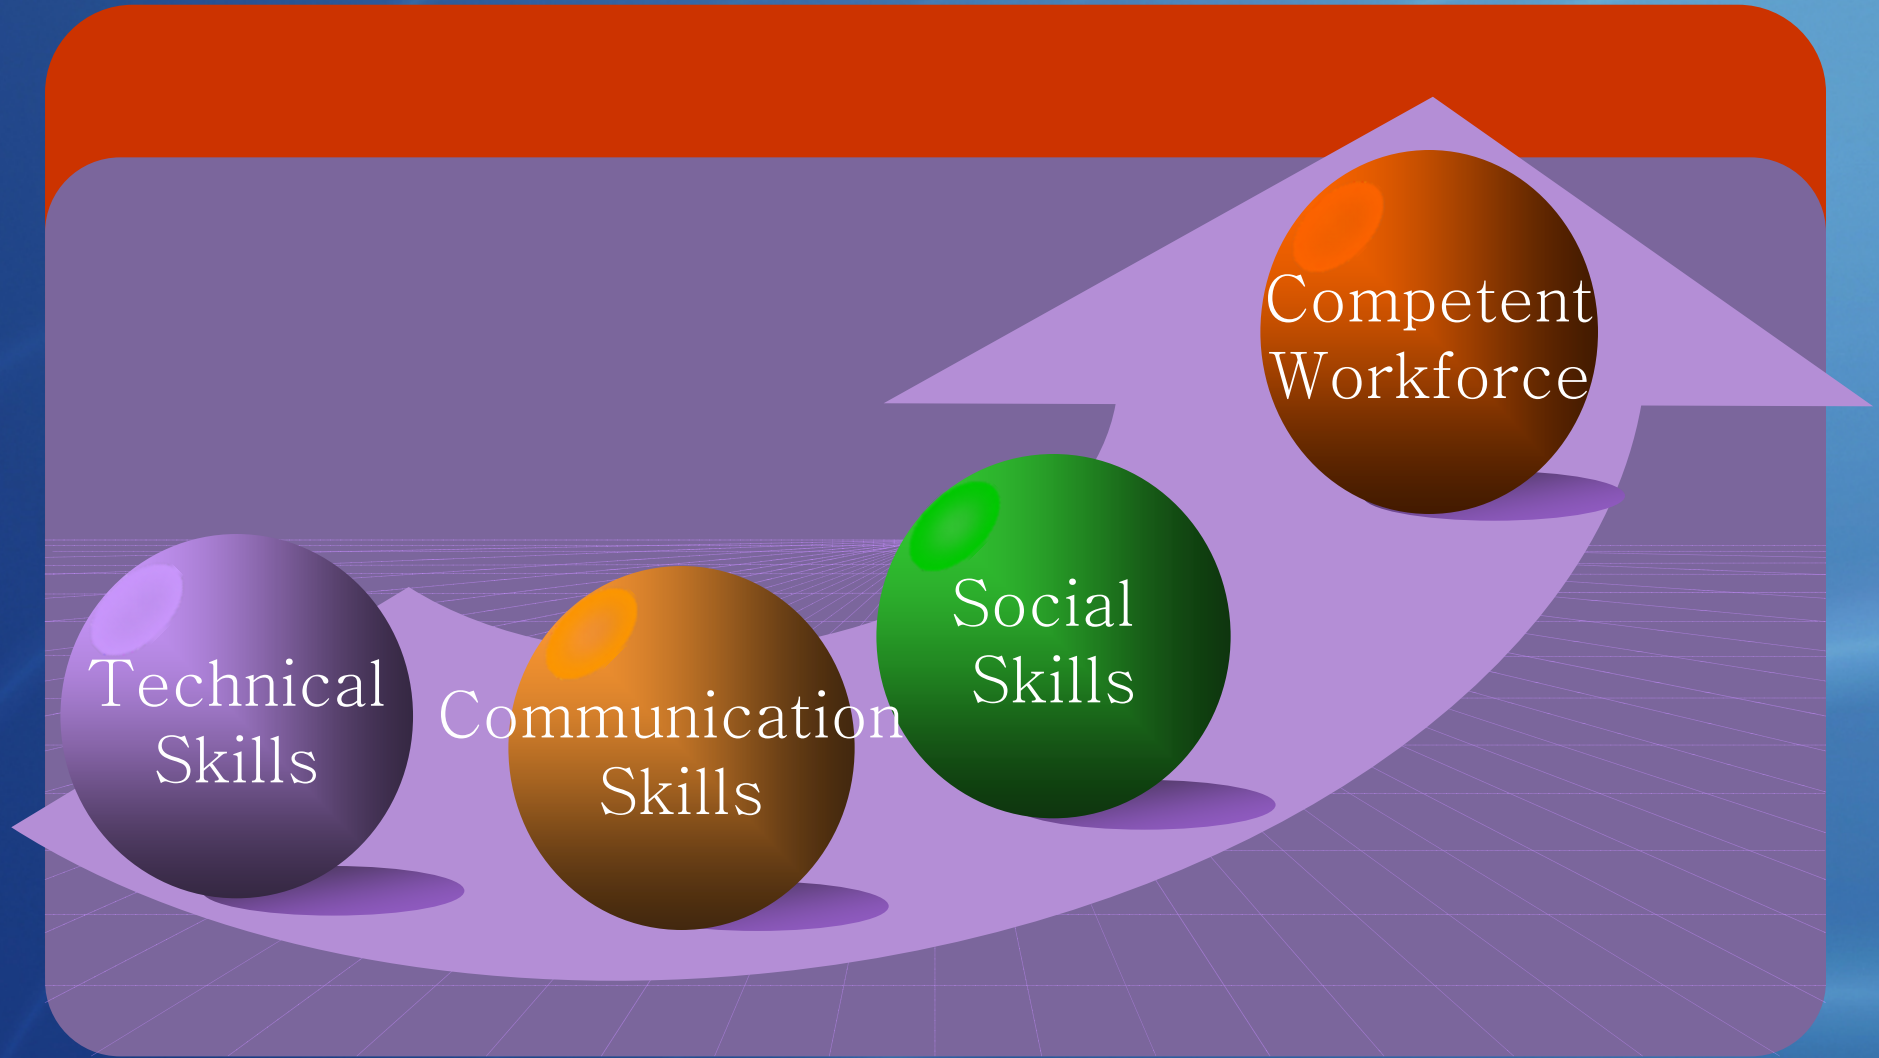 Technical
Skills
Communication
Skills
Social
Skills
Competent
Workforce